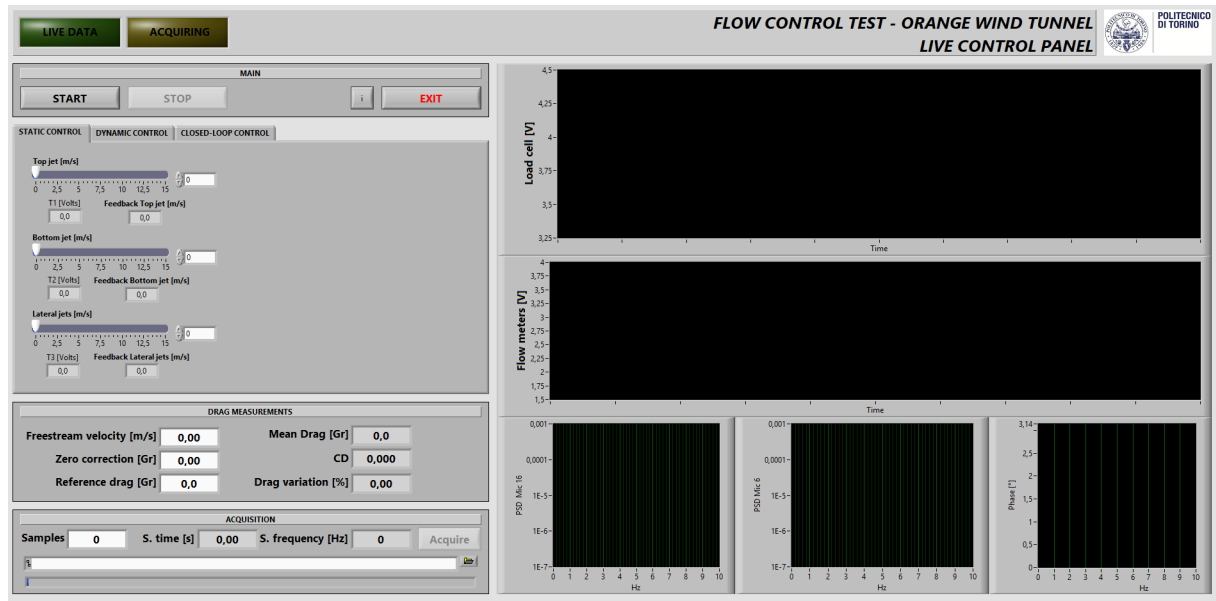 LIVE DATA
ACQUIRING
FLOW CONTROL TEST - ORANGE WIND TUNNEL
LIVE CONTROL PANEL
POLITECNICO
DI TORINO
MAIN
START STOP i EXIT
STATIC CONTROL DYNAMIC CONTROL CLOSED-LOOP CONTROL
Top jet [m/s]
0
0 2,5 5 7,5 10 12,5 15
T1 [Volts] Feedback Top jet [m/s]
0,0 0,0
Bottom jet [m/s]
0
0 2,5 5 7,5 10 12,5 15
T2 [Volts] Feedback Bottom jet [m/s]
0,0 0,0
Lateral jets [m/s]
0
0 2,5 5 7,5 10 12,5 15
T3 [Volts] Feedback Lateral jets [m/s]
0,0 0,0
DRAG MEASUREMENTS
Freestream velocity [m/s] 0,00 Mean Drag [Gr] 0,0
Zero correction [Gr] 0,00 CD 0,000
Reference drag [Gr] 0,0 Drag variation [%] 0,00
ACQUISITION
Samples 0 S. time [s] 0,00 S. frequency [Hz] 0 Acquire
Load cell [V]
4,5
4,25
4
3,75
3,5
3,25
Time
Flow meters [V]
4
3,75
3,5
3,25
3
2,75
2,5
2,25
2
1,75
1,5
Time
PSD Mic 16
0,001
0,0001
1E-5
1E-6
1E-7
0 1 2 3 4 5 6 7 8 9 10
Hz
PSD Mic 6
0,001
0,0001
1E-5
1E-6
1E-7
0 1 2 3 4 5 6 7 8 9 10
Hz
Phase [°]
3,14
2,5
2
1,5
1
0,5
0
0 1 2 3 4 5 6 7 8 9 10
Hz